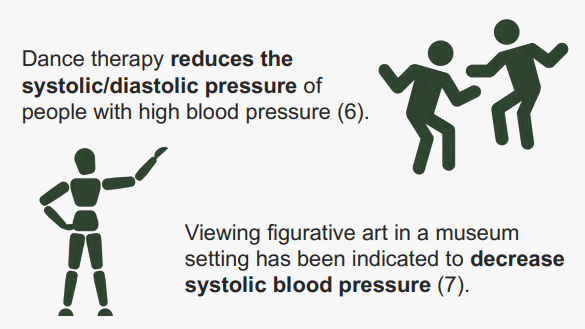 Dance therapy reduces the
systolic/diastolic pressure of
people with high blood pressure (6).
Viewing figurative art in a museum
setting has been indicated to decrease
systolic blood pressure (7).